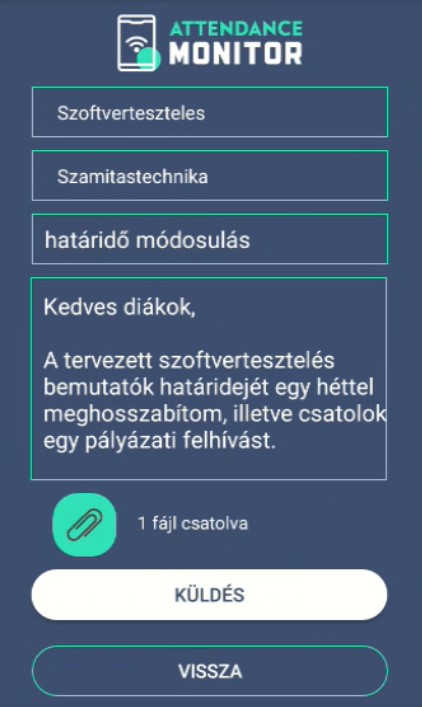 ATTENDANCE
MONITOR
Szoftverteszteles
Szamitastechnika
határidő módosulás
Kedves diákok,
A tervezett szoftvertesztelés
bemutatók határidejét egy héttel
meghosszabítom, illetve csatolok
egy pályázati felhívást.
1 fájl csatolva
KÜLDÉS
VISSZA